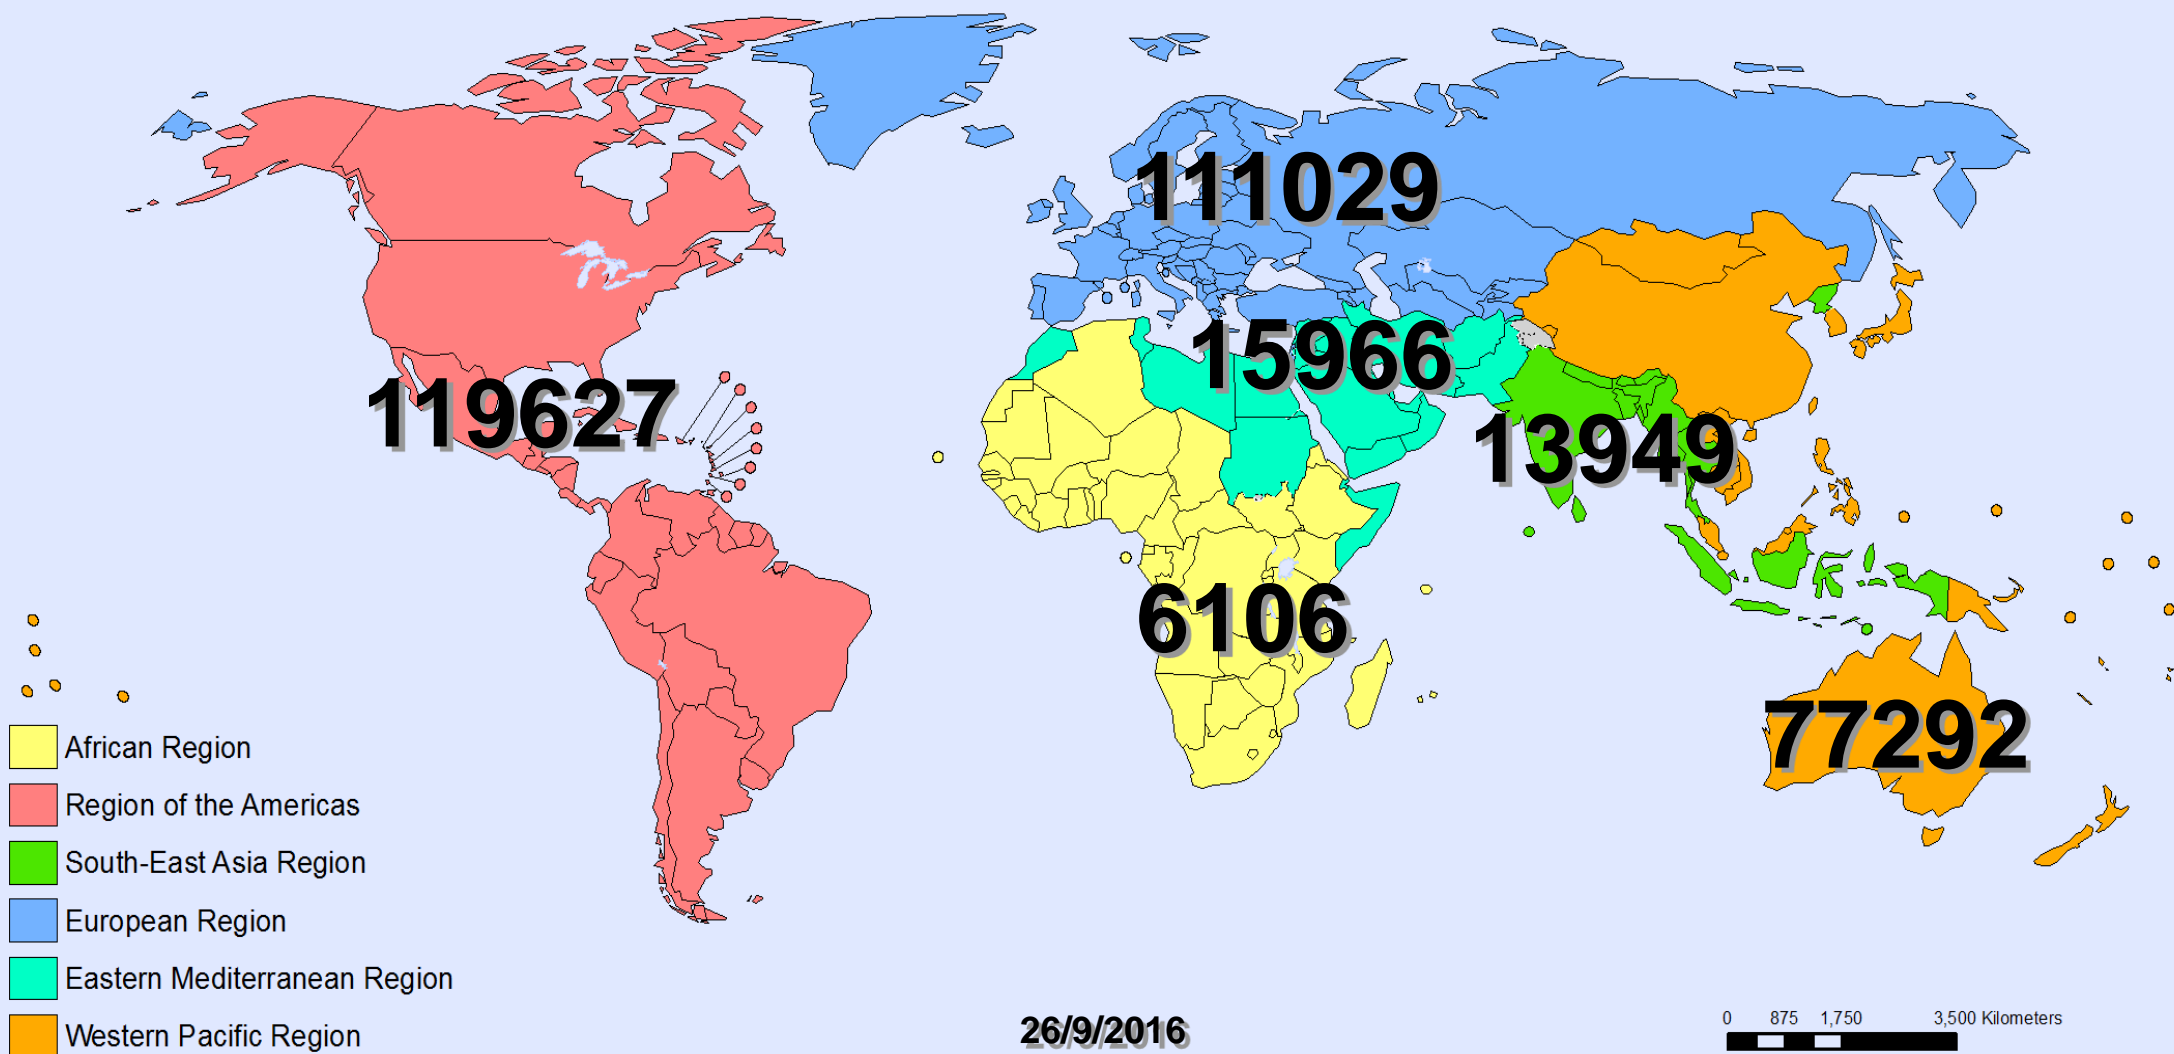 111029
15966
119627
13949
6106
77292
African Region
Region of the Americas
South-East Asia Region
European Region
Eastern Mediterranean Region
Western Pacific Region
26/9/2016
0 875 1,750 3,500 Kilometers